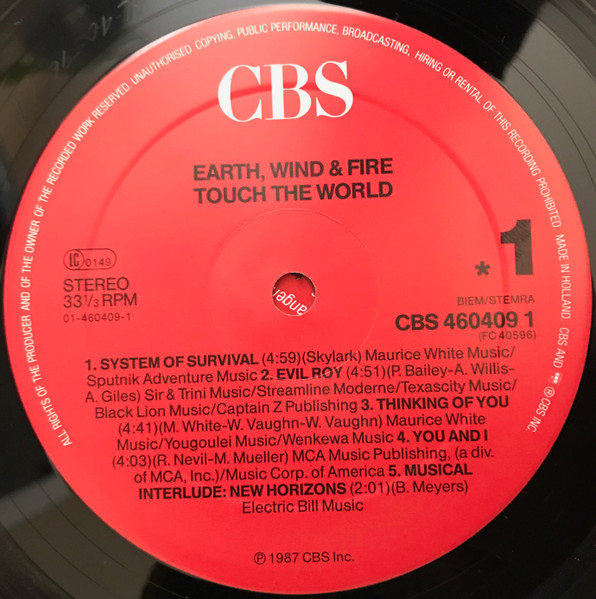 ALL RIGHTS OF THE PRODUCER AND OF THE OWNER OF THE RECORDED WORK RESERVED. UNAUTHORISED COPYING, PUBLIC PERFORMANCE, BROADCASTING, HIRING OR RENTAL OF THIS RECORDING PROHIBITED. MADE IN HOLLAND CBS AND ℗ CBS INC.
CBS
EARTH, WIND & FIRE
TOUCH THE WORLD
LC 0149
STEREO
33 1/3 RPM
01-460409-1
* 1
BIEM/STEMRA
CBS 460409 1
(FC 40596)
anger
1. SYSTEM OF SURVIVAL (4:59)(Skylark) Maurice White Music/
Sputnik Adventure Music 2. EVIL ROY (4:51)(P. Bailey-A. Willis-
A. Giles) Sir & Trini Music/Streamline Moderne/Texascity Music/
Black Lion Music/Captain Z Publishing 3. THINKING OF YOU
(4:41)(M. White-W. Vaughn-W. Vaughn) Maurice White
Music/Yougoulei Music/Wenkewa Music 4. YOU AND I
(4:03)(R. Nevil-M. Mueller) MCA Music Publishing, (a div.
of MCA, Inc.)/Music Corp. of America 5. MUSICAL
INTERLUDE: NEW HORIZONS (2:01)(B. Meyers)
Electric Bill Music
℗ 1987 CBS Inc.